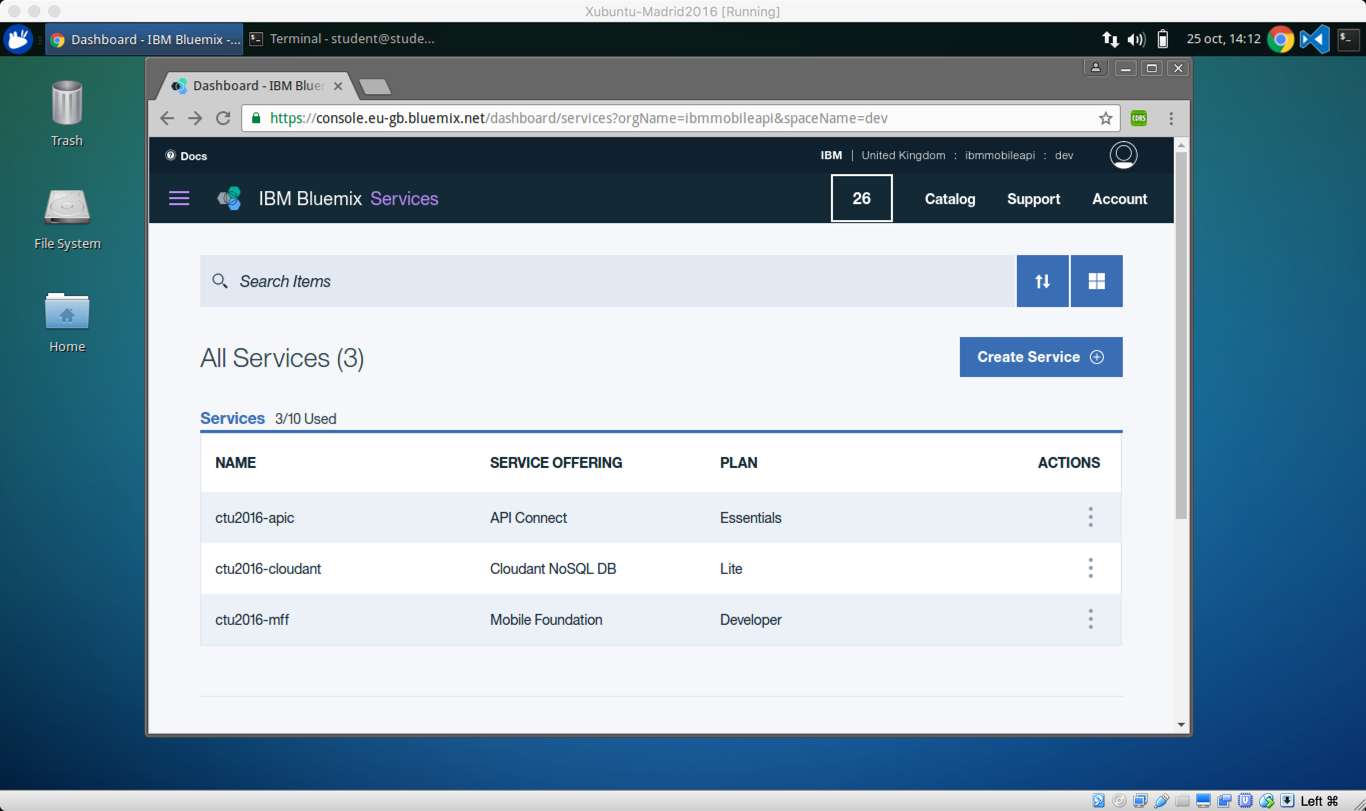 Xubuntu-Madrid2016 [Running]
Dashboard - IBM Bluemix -... Terminal - student@stude... 25 oct, 14:12
Trash
File System
Home
Dashboard - IBM Blue
https://console.eu-gb.bluemix.net/dashboard/services?orgName=ibmmobileapi&spaceName=dev CORS
Docs IBM | United Kingdom : ibmmobileapi : dev
IBM Bluemix Services 26 Catalog Support Account
Search Items
All Services (3) Create Service
Services 3/10 Used
NAME SERVICE OFFERING PLAN ACTIONS
ctu2016-apic API Connect Essentials
ctu2016-cloudant Cloudant NoSQL DB Lite
ctu2016-mff Mobile Foundation Developer
Left ⌘